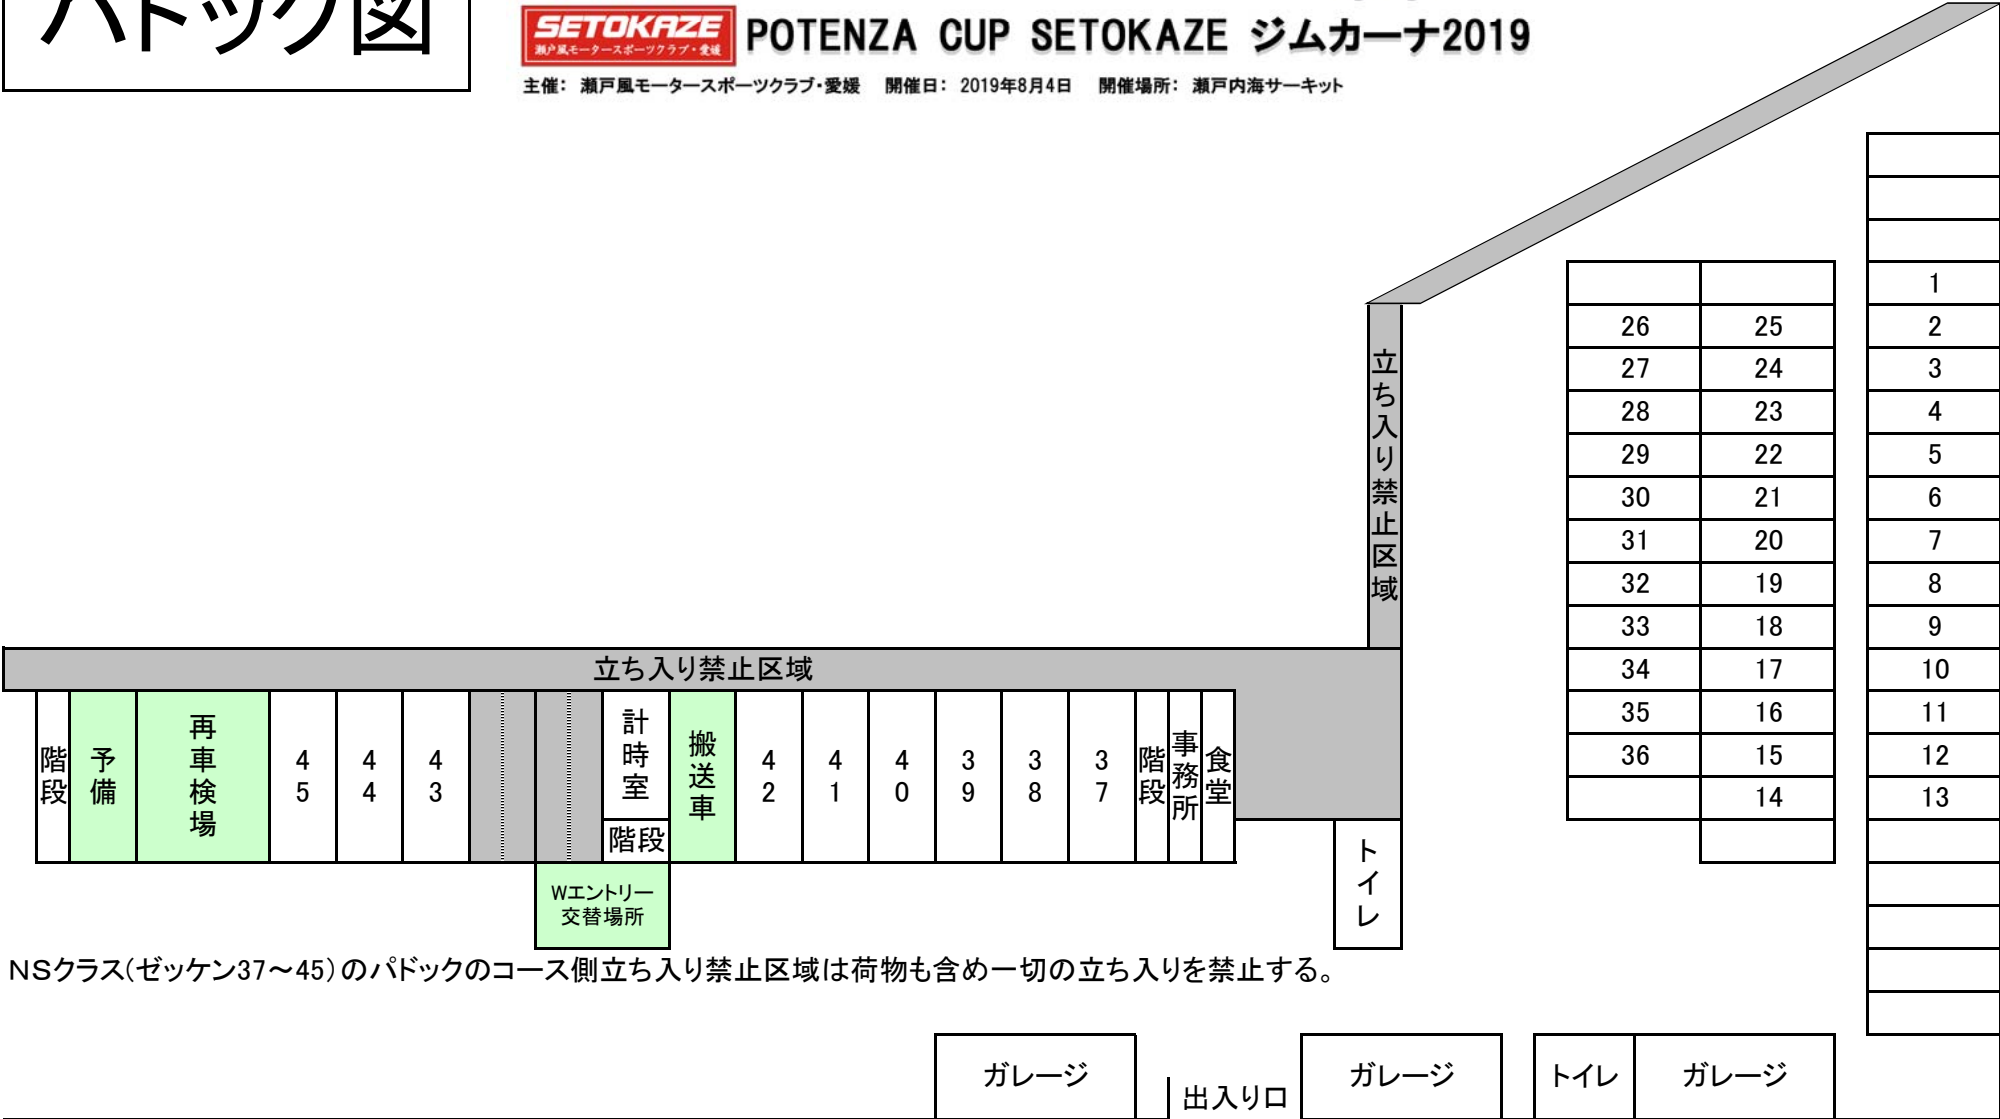 パドック図
SETOKAZE
瀬戸風モータースポーツクラブ・愛媛
POTENZA CUP SETOKAZE ジムカーナ2019
主催： 瀬戸風モータースポーツクラブ・愛媛 開催日： 2019年8月4日 開催場所： 瀬戸内海サーキット
1
26 25 2
27 24 3
28 23 4
29 22 5
30 21 6
31 20 7
32 19 8
33 18 9
34 17 10
35 16 11
36 15 12
14 13
立ち入り禁止区域
立ち入り禁止区域
階段
予備
再車検場
45
44
43
計時室
階段
搬送車
42
41
40
39
38
37
階段
事務所
食堂
トイレ
Wエントリー
交替場所
NSクラス(ゼッケン37～45)のパドックのコース側立ち入り禁止区域は荷物も含め一切の立ち入りを禁止する。
ガレージ
出入り口
ガレージ
トイレ
ガレージ